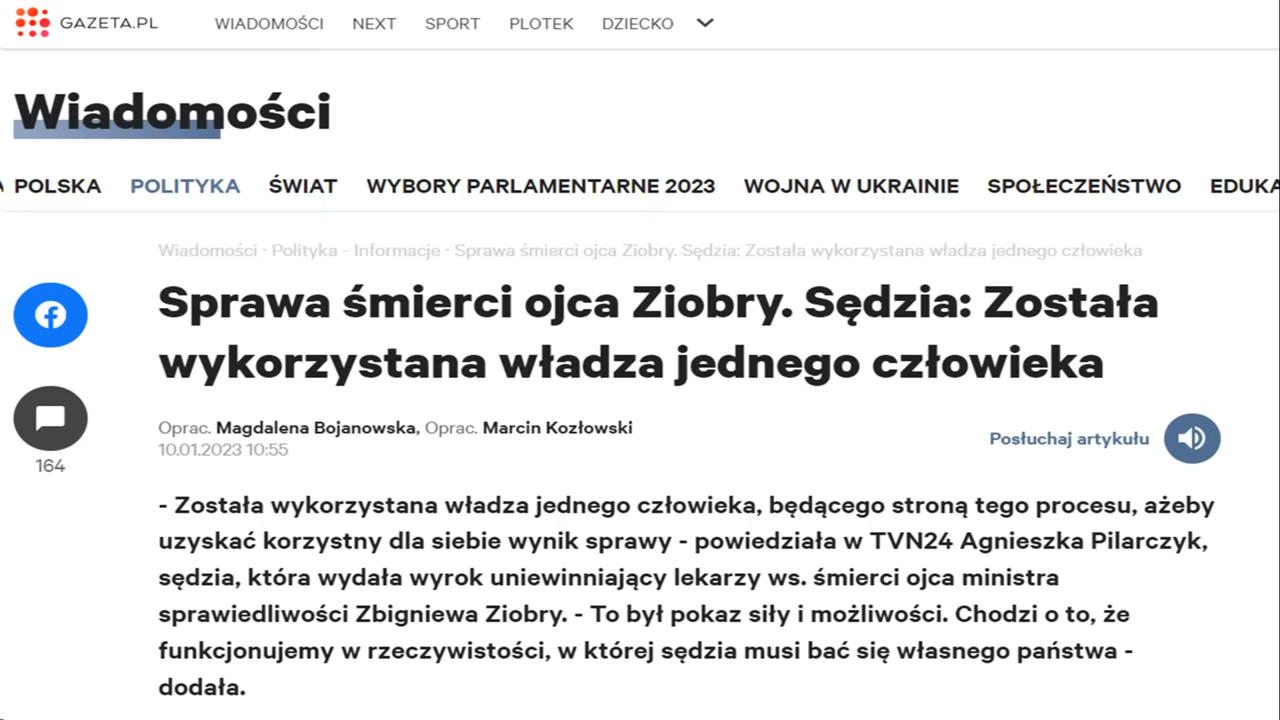 GAZETA.PL WIADOMOŚCI NEXT SPORT PLOTEK DZIECKO
Wiadomości
POLSKA POLITYKA ŚWIAT WYBORY PARLAMENTARNE 2023 WOJNA W UKRAINIE SPOŁECZEŃSTWO EDUKA
Wiadomości · Polityka - Informacje · Sprawa śmierci ojca Ziobry. Sędzia: Została wykorzystana władza jednego człowieka
Sprawa śmierci ojca Ziobry. Sędzia: Została
wykorzystana władza jednego człowieka
Oprac. Magdalena Bojanowska, Oprac. Marcin Kozłowski
10.01.2023 10:55
Posłuchaj artykułu
164
- Została wykorzystana władza jednego człowieka, będącego stroną tego procesu, ażeby
uzyskać korzystny dla siebie wynik sprawy - powiedziała w TVN24 Agnieszka Pilarczyk,
sędzia, która wydała wyrok uniewinniający lekarzy ws. śmierci ojca ministra
sprawiedliwości Zbigniewa Ziobry. - To był pokaz siły i możliwości. Chodzi o to, że
funkcjonujemy w rzeczywistości, w której sędzia musi bać się własnego państwa -
dodała.